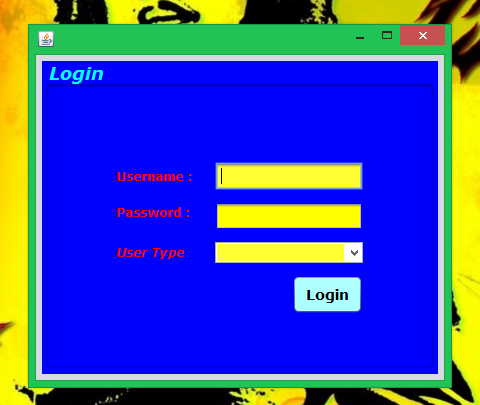 Login
Username :
Password :
User Type
Login